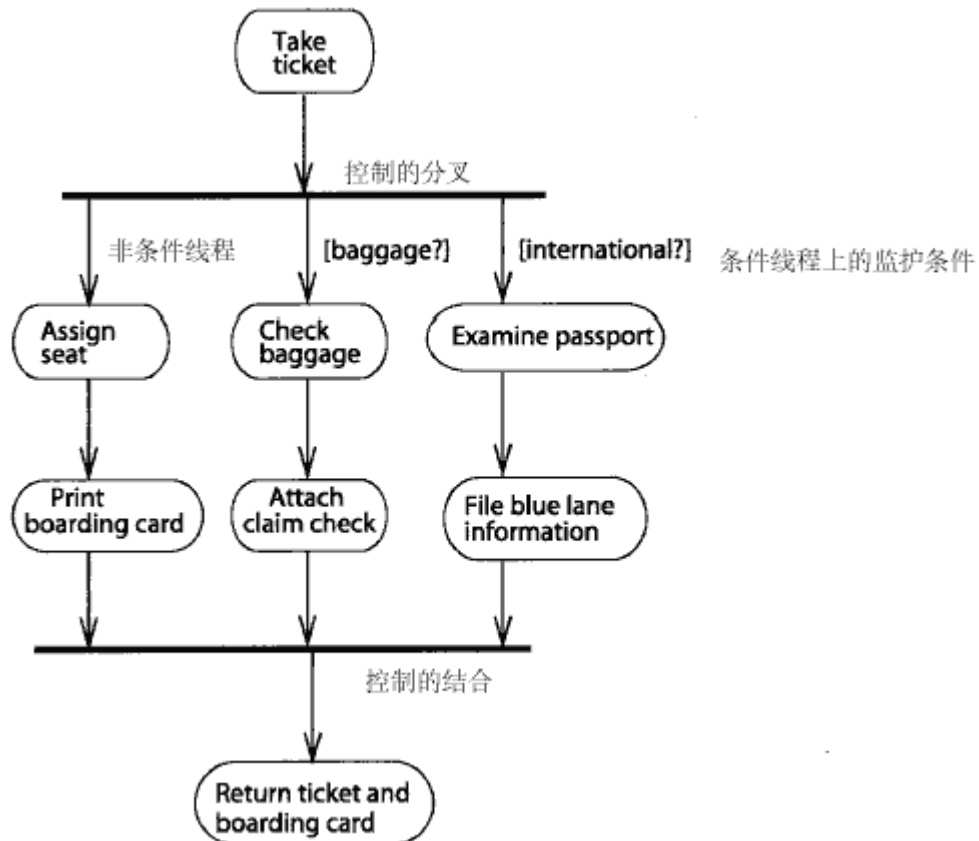 Take
ticket
控制的分叉
非条件线程
[baggage?]
[international?]
条件线程上的监护条件
Assign
seat
Check
baggage
Examine passport
Print
boarding card
Attach
claim check
File blue lane
information
控制的结合
Return ticket and
boarding card